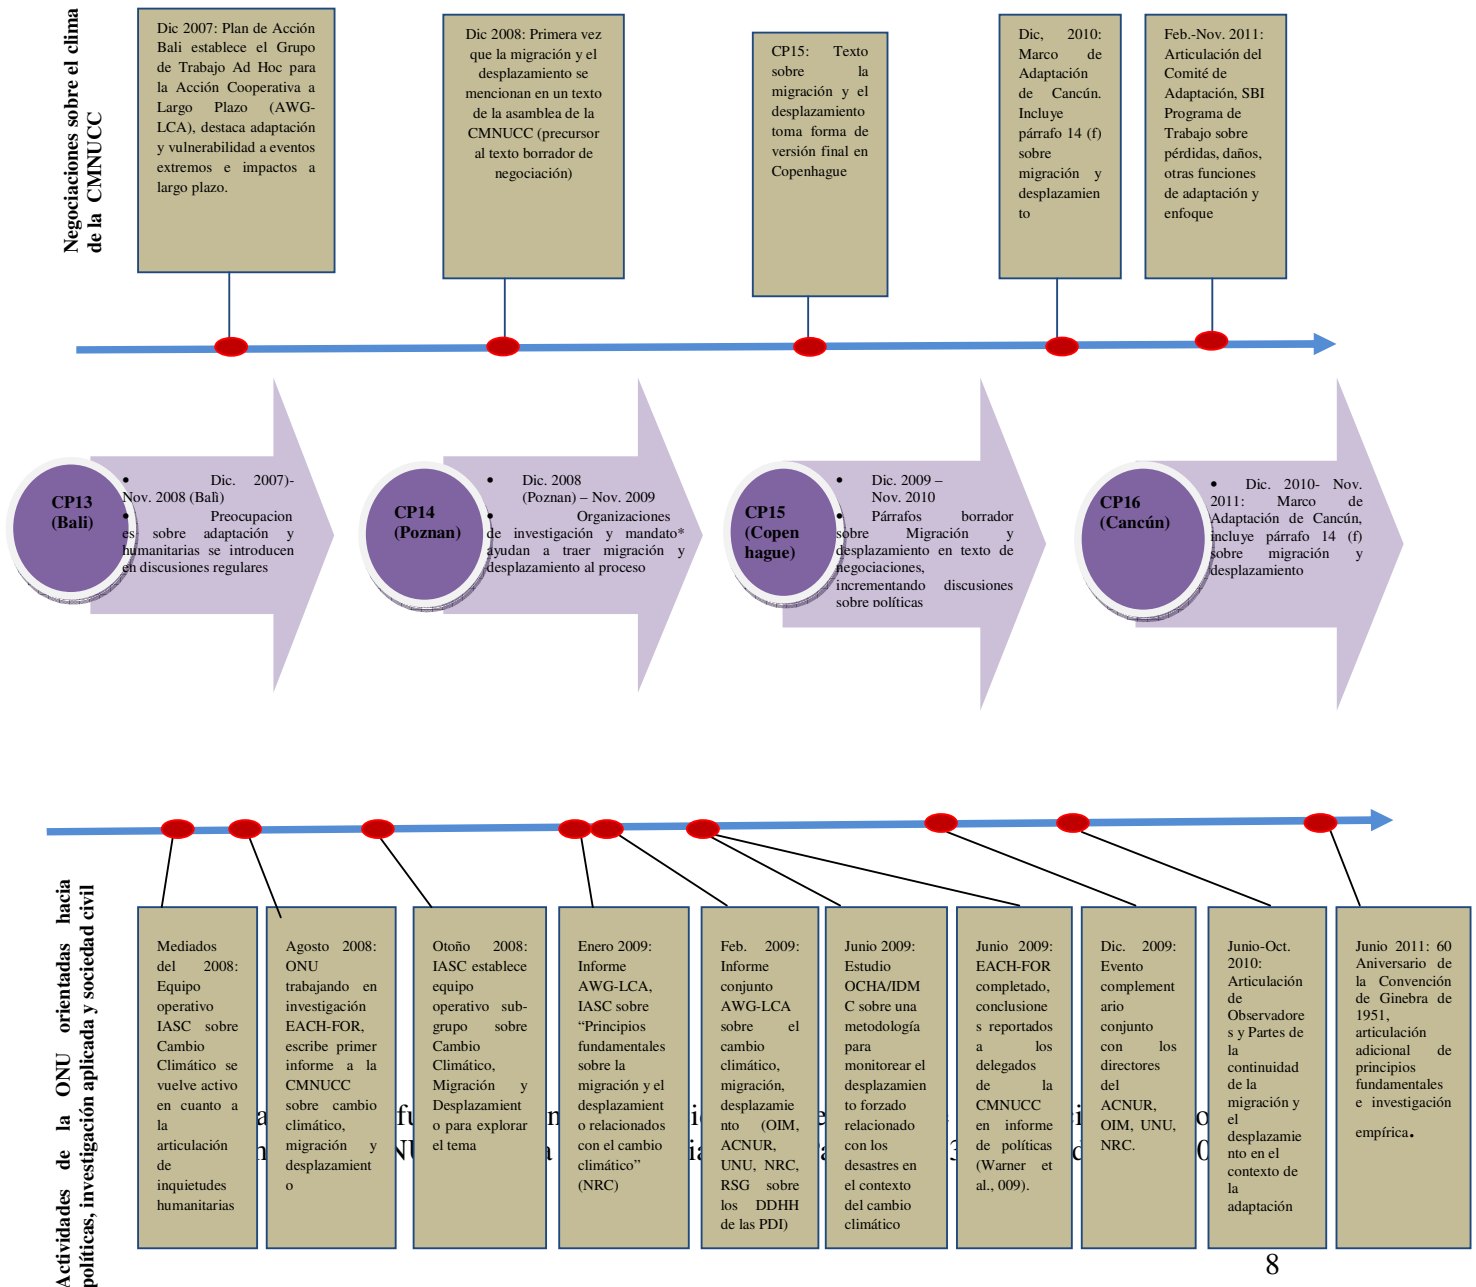 Negociaciones sobre el clima
de la CMNUCC
Dic 2007: Plan de Acción
Bali establece el Grupo
de Trabajo Ad Hoc para
la Acción Cooperativa a
Largo Plazo (AWG-
LCA), destaca adaptación
y vulnerabilidad a eventos
extremos e impactos a
largo plazo.
Dic 2008: Primera vez
que la migración y el
desplazamiento se
mencionan en un texto
de la asamblea de la
CMNUCC (precursor
al texto borrador de
negociación)
CP15: Texto
sobre la
migración y el
desplazamiento
toma forma de
versión final en
Copenhague
Dic, 2010:
Marco de
Adaptación
de Cancún.
Incluye
párrafo 14 (f)
sobre
migración y
desplazamien
to
Feb.-Nov. 2011:
Articulación del
Comité de
Adaptación, SBI
Programa de
Trabajo sobre
pérdidas, daños,
otras funciones
de adaptación y
enfoque
CP13
(Bali)
• Dic. 2007)-
Nov. 2008 (Bali)
• Preocupacion
es sobre adaptación y
humanitarias se introducen
en discusiones regulares
CP14
(Poznan)
• Dic. 2008
(Poznan) – Nov. 2009
• Organizaciones
de investigación y mandato*
ayudan a traer migración y
desplazamiento al proceso
CP15
(Copen
hague)
• Dic. 2009 –
Nov. 2010
• Párrafos borrador
sobre Migración y
desplazamiento en texto de
negociaciones,
incrementando discusiones
sobre políticas
CP16
(Cancún)
• Dic. 2010- Nov.
2011: Marco de
Adaptación de Cancún,
incluye párrafo 14 (f)
sobre migración y
desplazamiento
Actividades de la ONU orientadas hacia
políticas, investigación aplicada y sociedad civil
Mediados
del 2008:
Equipo
operativo
IASC sobre
Cambio
Climático se
vuelve activo
en cuanto a
la
articulación
de
inquietudes
humanitarias
Agosto 2008:
ONU
trabajando en
investigación
EACH-FOR,
escribe primer
informe a la
CMNUCC
sobre cambio
climático,
migración y
desplazamient
o
Otoño 2008:
IASC establece
equipo
operativo sub-
grupo sobre
Cambio
Climático,
Migración y
Desplazamient
o para explorar
el tema
Enero 2009:
Informe
AWG-LCA,
IASC sobre
“Principios
fundamentales
sobre la
migración y el
desplazamient
o relacionados
con el cambio
climático”
(NRC)
Feb. 2009:
Informe
conjunto
AWG-LCA
sobre el
cambio
climático,
migración,
desplazamie
nto (OIM,
ACNUR,
UNU, NRC,
RSG sobre
los DDHH
de las PDI)
Junio 2009:
Estudio
OCHA/IDM
C sobre una
metodología
para
monitorear el
desplazamien
to forzado
relacionado
con los
desastres en
el contexto
del cambio
climático
Junio 2009:
EACH-FOR
completado,
conclusione
s reportados
a los
delegados
de la
CMNUCC
en informe
de políticas
(Warner et
al., 009).
Dic. 2009:
Evento
complement
ario
conjunto
con los
directores
del
ACNUR,
OIM, UNU,
NRC.
Junio-Oct.
2010:
Articulación
de
Observadore
s y Partes de
la
continuidad
de la
migración y
el
desplazamie
nto en el
contexto de
la
adaptación
Junio 2011: 60
Aniversario de
la Convención
de Ginebra de
1951,
articulación
adicional de
principios
fundamentales
e investigación
empírica.
8